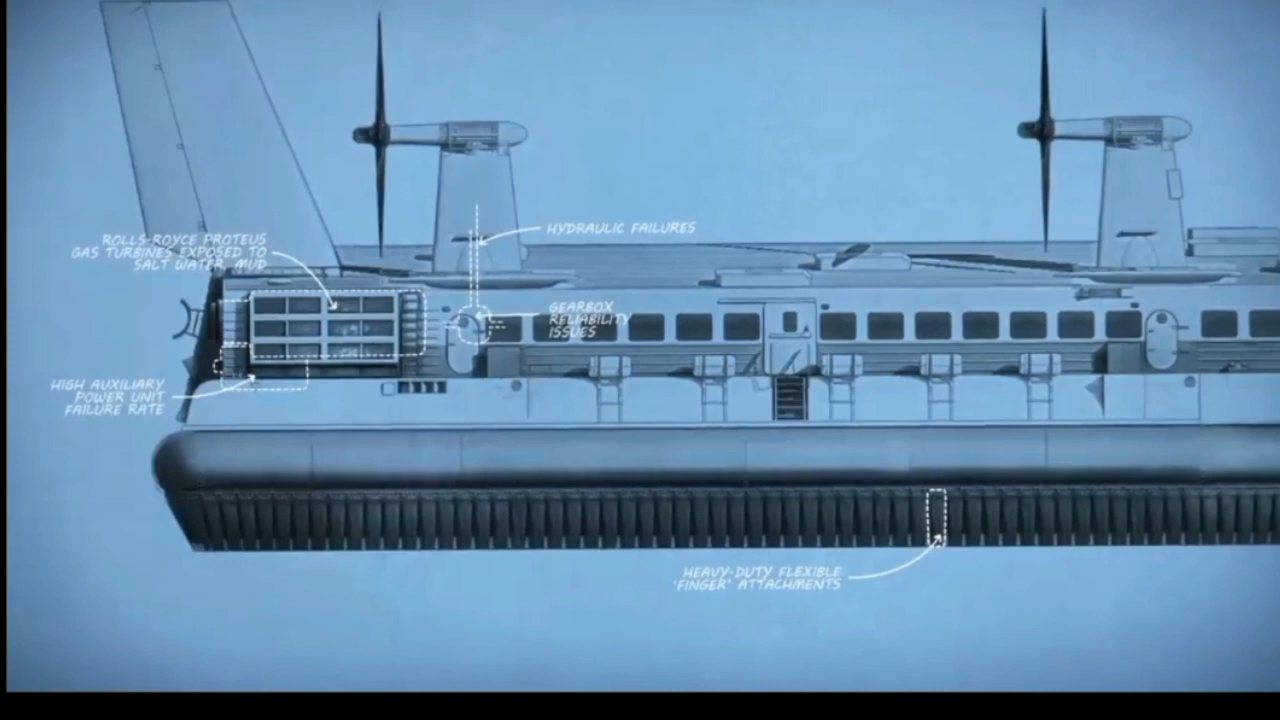 ROLLS-ROYCE PROTEUS
GAS TURBINES EXPOSED TO
SALT WATER, MUD
HYDRAULIC FAILURES
GEARBOX
RELIABILITY
ISSUES
HIGH AUXILIARY
POWER UNIT
FAILURE RATE
HEAVY-DUTY FLEXIBLE
'FINGER' ATTACHMENTS